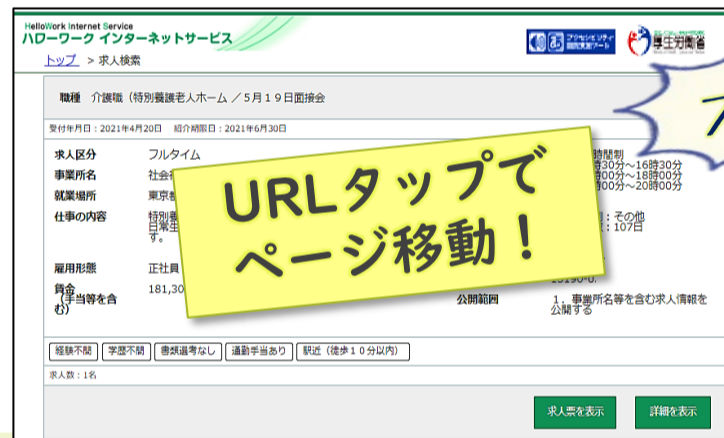 HelloWork Internet Service
ハローワーク インターネットサービス
トップ > 求人検索
厚生労働省
職種 介護職(特別養護老人ホーム/5月19日面接会
受付年月日:2021年4月20日 紹介期限日:2021年6月30日
求人区分 フルタイム
事業所名 社会
就業場所 東京都
仕事の内容 特別養
日常生
す。
雇用形態 正社員
賃金
(手当等を含
む)
181,30
時間制
時30分~16時30分
時00分~18時00分
時00分~20時00分
:その他
:107日
13190-0.
公開範囲 1.事業所名等を含む求人情報を
公開する
URLタップで
ページ移動!
経験不問 学歴不問 書類選考なし 通勤手当あり 駅近(徒歩10分以内)
求人数:1名
求人票を表示 詳細を表示